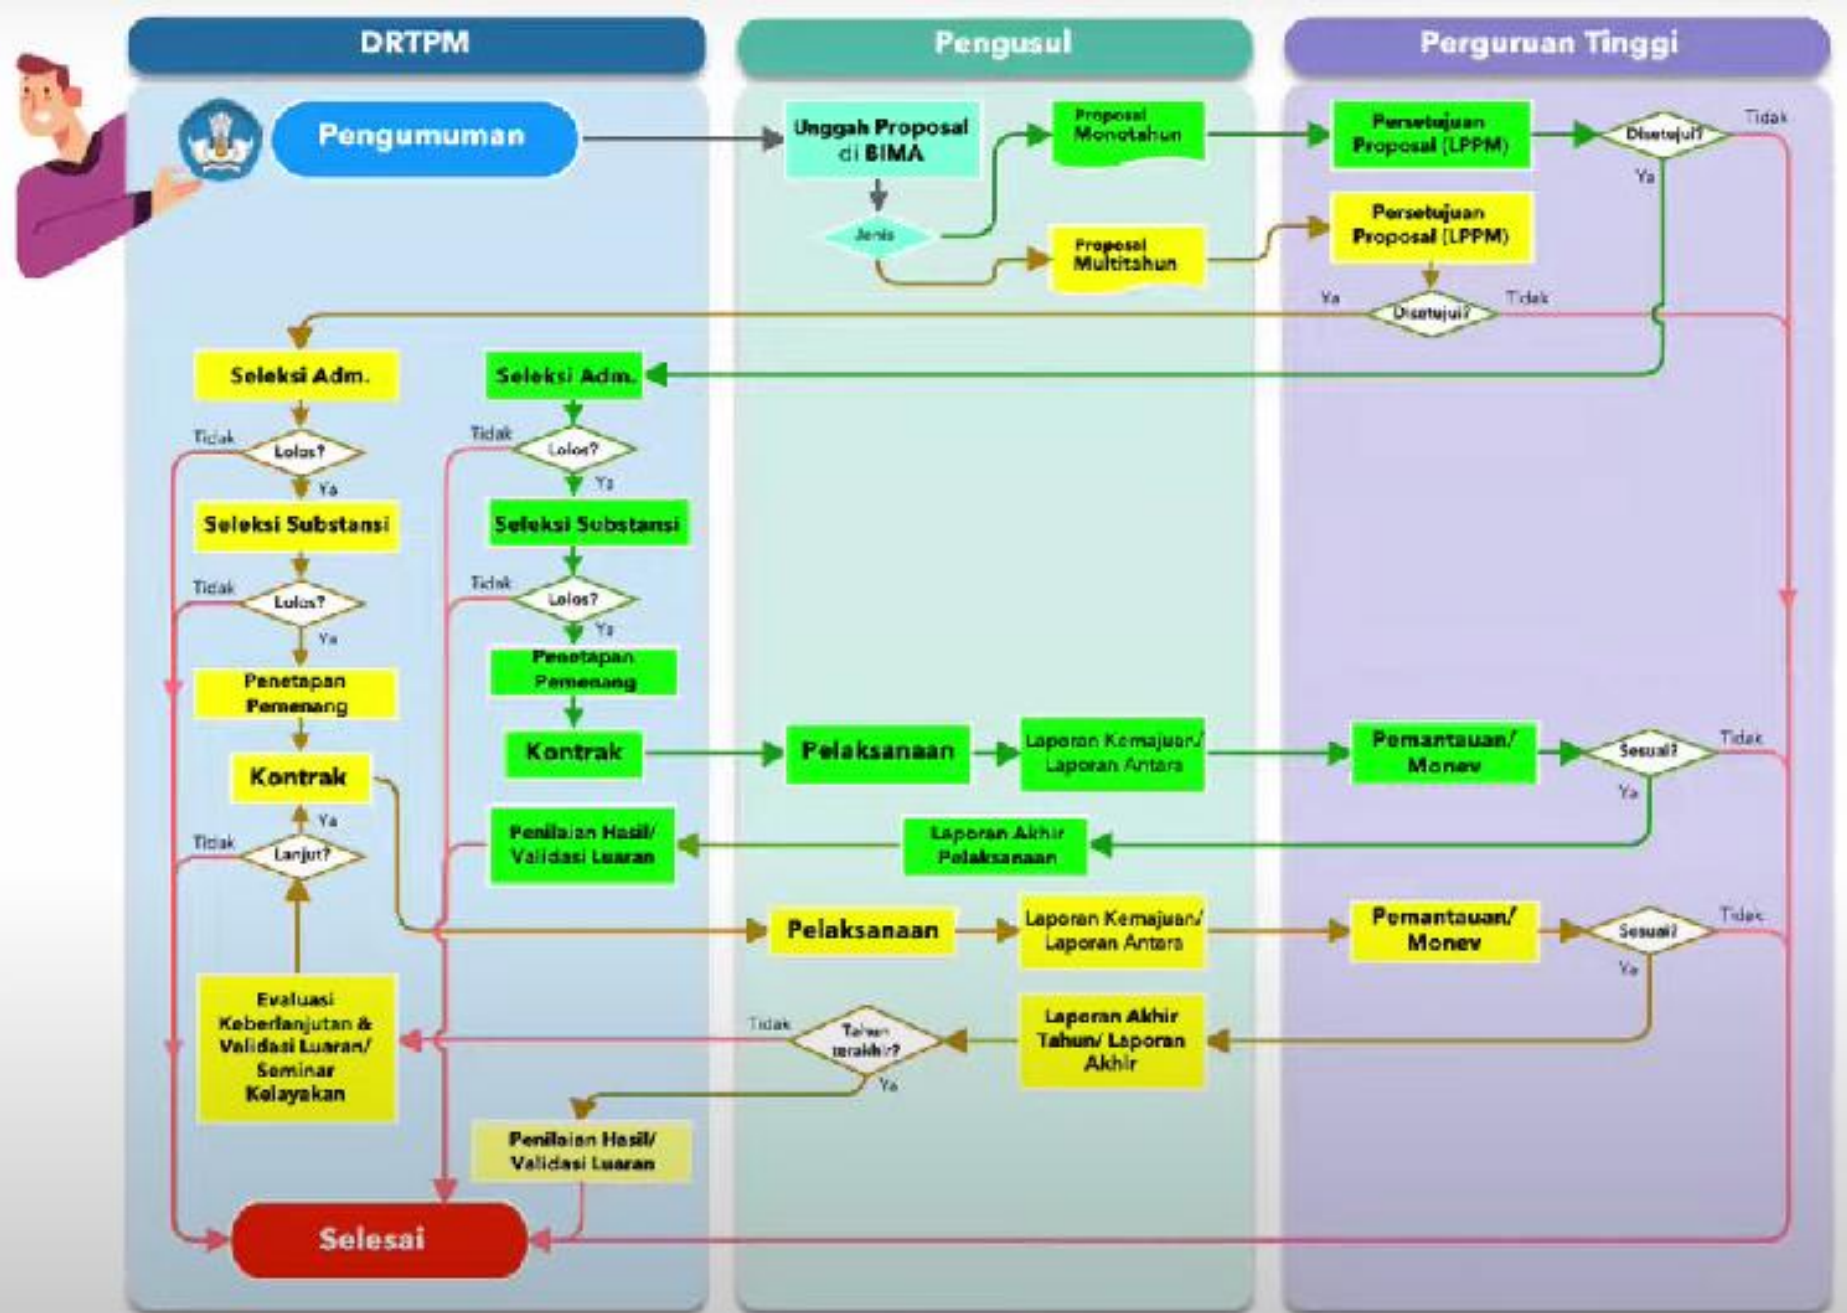 DRTPM
Pengusul
Perguruan Tinggi
Pengumuman
Unggah Proposal
di BIMA
Jenis
Proposal
Monotahun
Proposal
Multitahun
Persetujuan
Proposal (LPPM)
Disetujui?
Tidak
Ya
Persetujuan
Proposal (LPPM)
Ya
Disetujui?
Tidak
Seleksi Adm.
Tidak
Lolos?
Ya
Seleksi Substansi
Tidak
Lolos?
Ya
Penetapan
Pemenang
Kontrak
Ya
Tidak
Lanjut?
Evaluasi
Keberlanjutan &
Validasi Luaran/
Seminar
Kelayakan
Seleksi Adm.
Tidak
Lolos?
Ya
Seleksi Substansi
Tidak
Lolos?
Ya
Penetapan
Pemenang
Kontrak
Pelaksanaan
Laporan Kemajuan/
Laporan Antara
Pemantauan/
Monev
Sesuai?
Tidak
Ya
Laporan Akhir
Pelaksanaan
Penilaian Hasil/
Validasi Luaran
Pelaksanaan
Laporan Kemajuan/
Laporan Antara
Pemantauan/
Monev
Sesuai?
Tidak
Ya
Laporan Akhir
Tahun/ Laporan
Akhir
Tahun
terakhir?
Tidak
Ya
Penilaian Hasil/
Validasi Luaran
Selesai